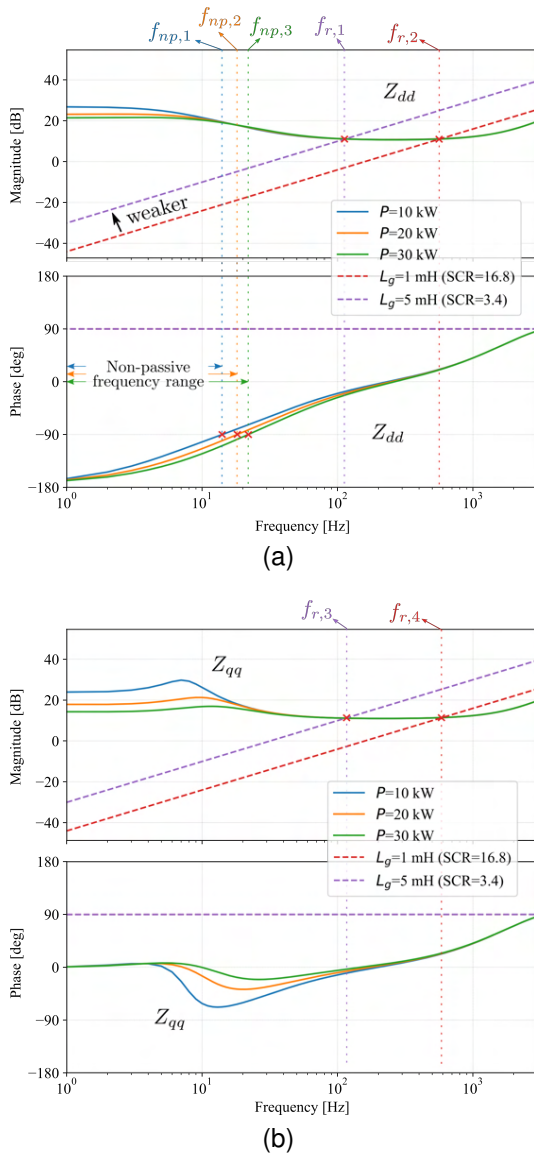 f_{np,2}
f_{np,1} f_{np,3} f_{r,1} f_{r,2}
40
20
0
−20
−40
Magnitude [dB]
Z_{dd}
weaker
P=10 kW
P=20 kW
P=30 kW
L_g=1 mH (SCR=16.8)
L_g=5 mH (SCR=3.4)
180
90
0
−90
−180
Phase [deg]
Non-passive
frequency range
Z_{dd}
10^0 10^1 10^2 10^3
Frequency [Hz]
(a)
f_{r,3} f_{r,4}
40
20
0
−20
−40
Magnitude [dB]
Z_{qq}
P=10 kW
P=20 kW
P=30 kW
L_g=1 mH (SCR=16.8)
L_g=5 mH (SCR=3.4)
180
90
0
−90
−180
Phase [deg]
Z_{qq}
10^0 10^1 10^2 10^3
Frequency [Hz]
(b)